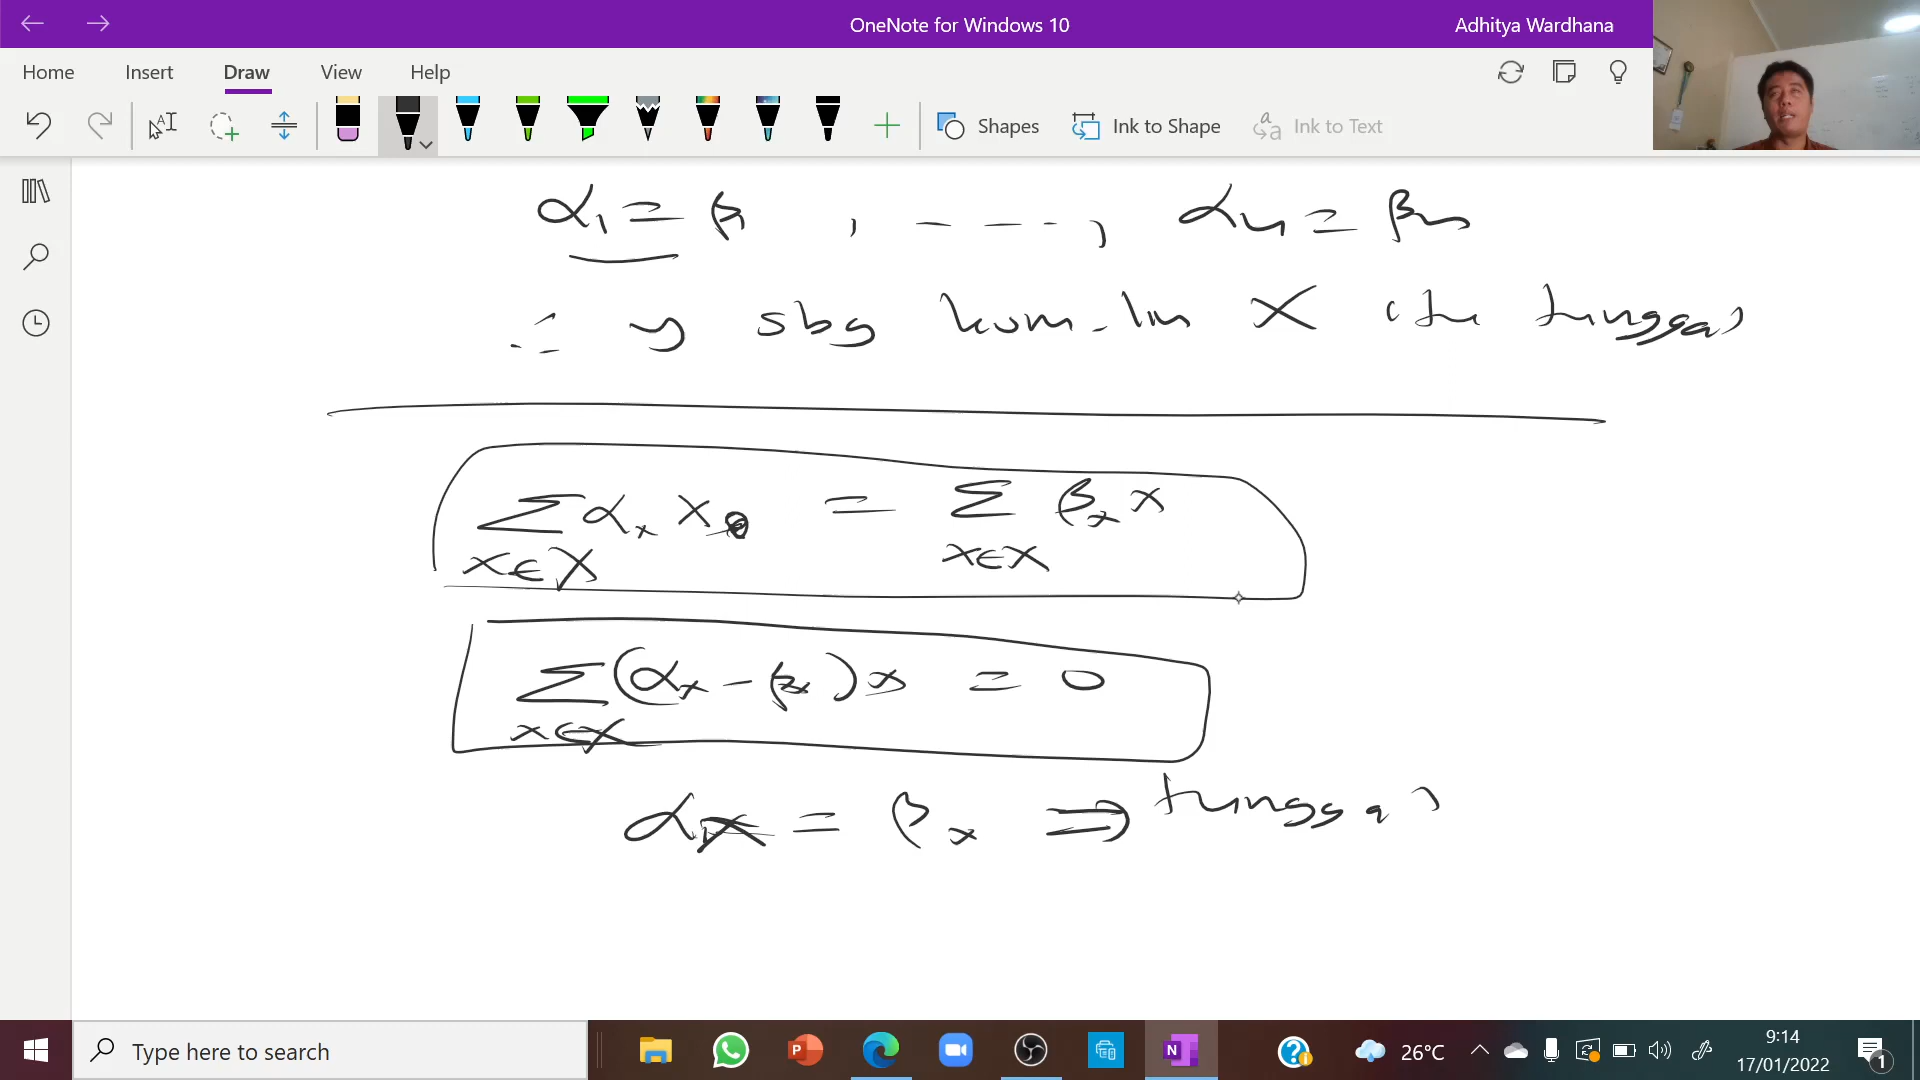 OneNote for Windows 10
Adhitya Wardhana
Home Insert Draw View Help
Shapes Ink to Shape Ink to Text
α₁ = β₁ , - - - - , αₙ = βₙ
∴ y sbg kom. lin X itu tunggal
∑ αₓ x = ∑ βₓ x
x∈X x∈X
∑ (αₓ - βₓ) x = 0
x∈X
αₓ = βₓ ⇒ tunggal
Type here to search
26°C
9:14
17/01/2022
1